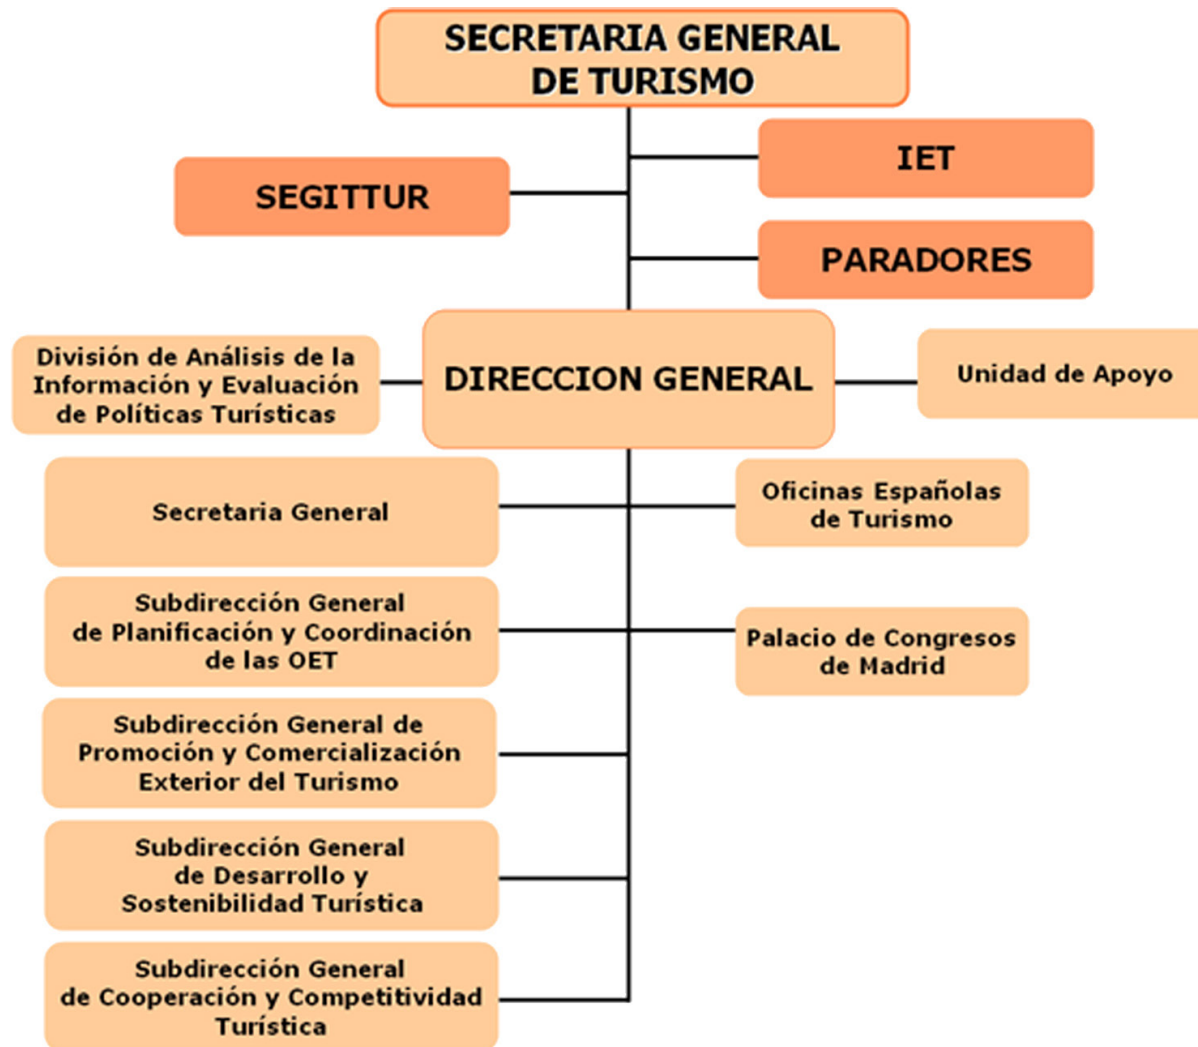 SECRETARIA GENERAL
DE TURISMO
IET
SEGITTUR
PARADORES
División de Análisis de la
Información y Evaluación
de Políticas Turísticas
DIRECCION GENERAL
Unidad de Apoyo
Secretaria General
Oficinas Españolas
de Turismo
Subdirección General
de Planificación y Coordinación
de las OET
Palacio de Congresos
de Madrid
Subdirección General de
Promoción y Comercialización
Exterior del Turismo
Subdirección General
de Desarrollo y
Sostenibilidad Turística
Subdirección General
de Cooperación y Competitividad
Turística